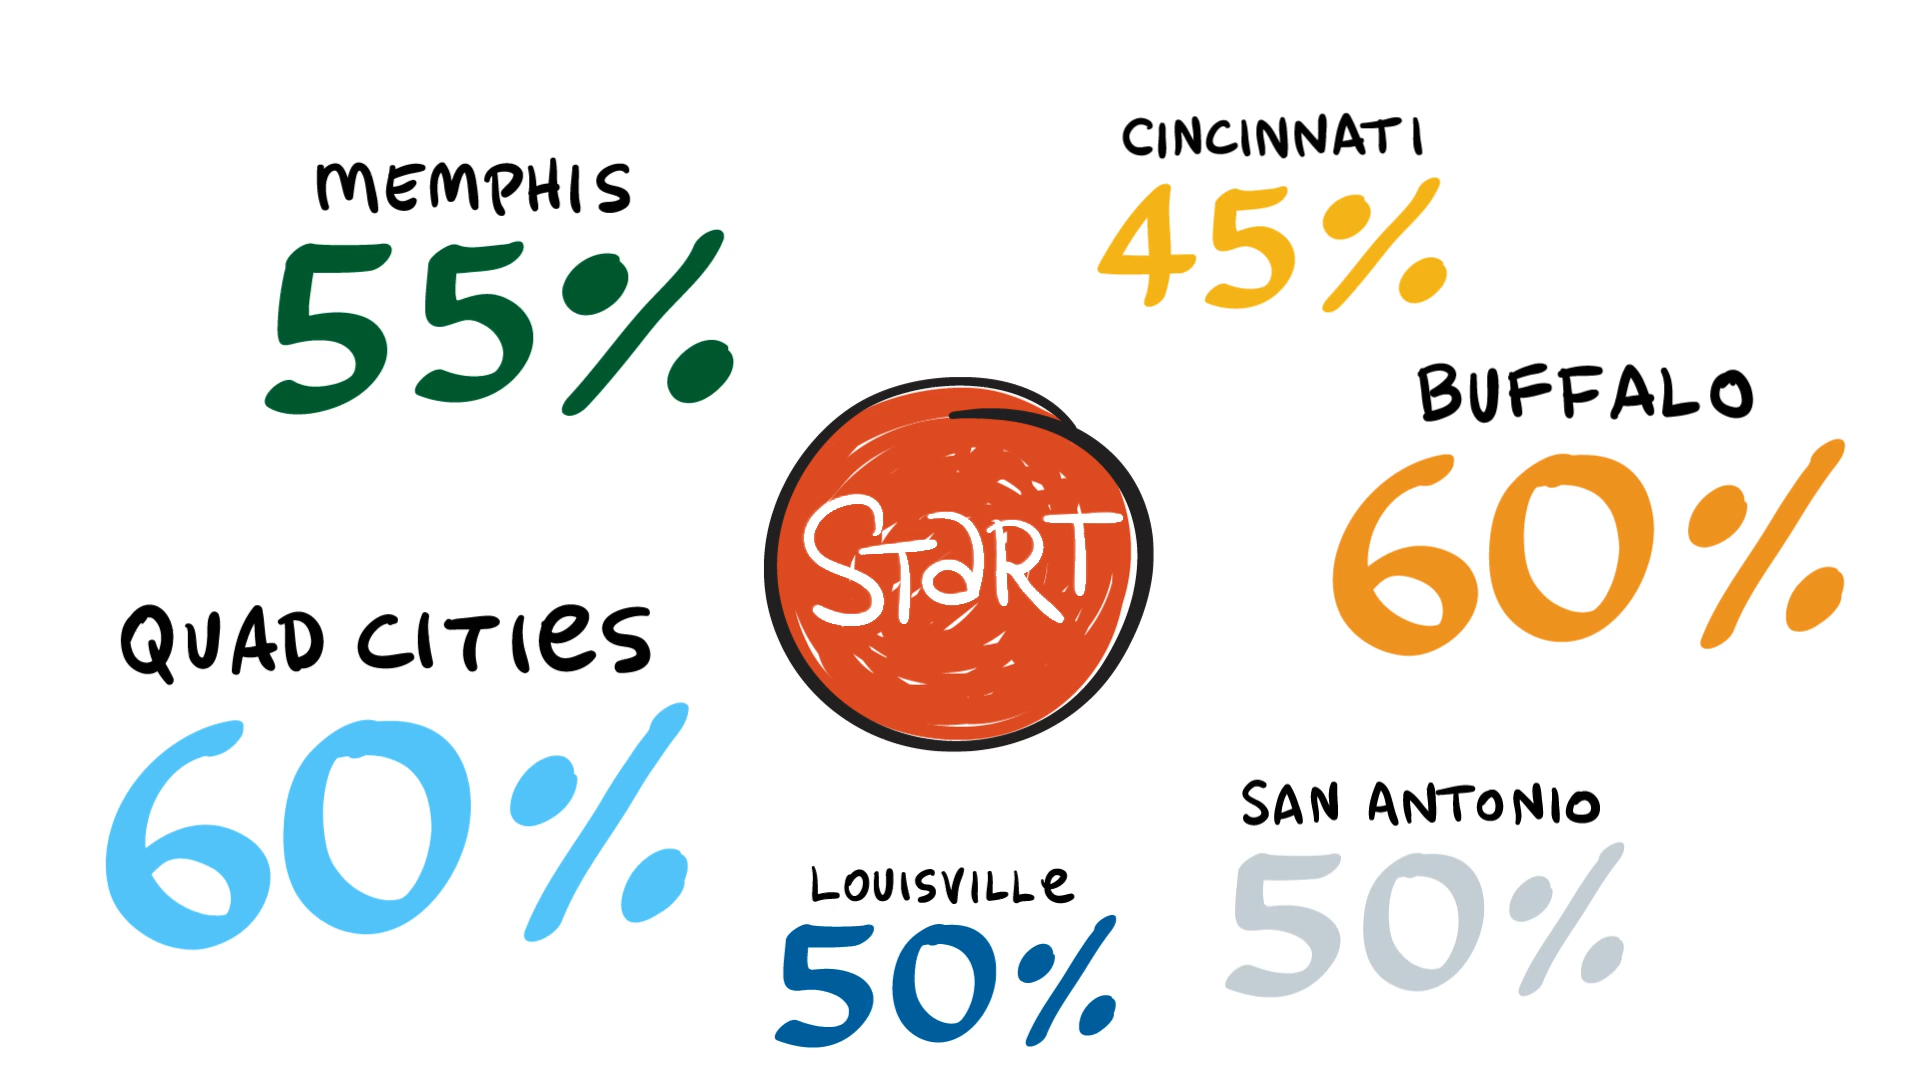 MEMPHIS
55%
CINCINNATI
45%
BUFFALO
60%
START
QUAD CITIES
60%
SAN ANTONIO
50%
LOUISVILLE
50%